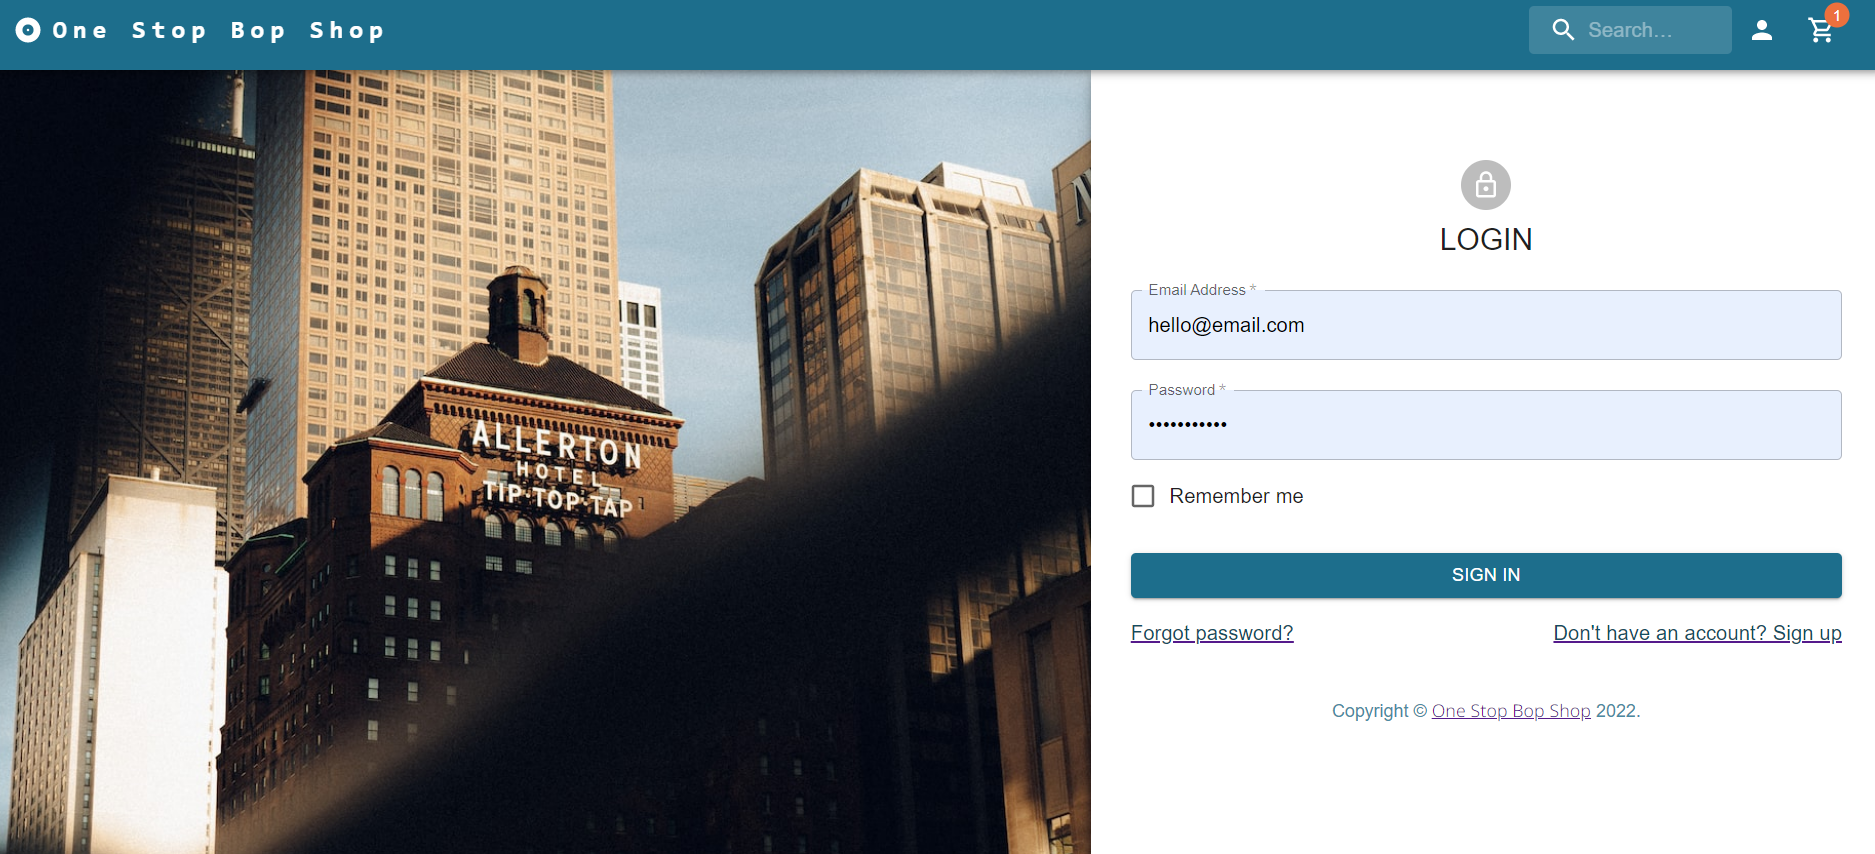 One Stop Bop Shop
Search...
1
ALLERTON
HOTEL
TIP·TOP·TAP
LOGIN
Email Address *
hello@email.com
Password *
•••••••••••
Remember me
SIGN IN
Forgot password?
Don't have an account? Sign up
Copyright © One Stop Bop Shop 2022.